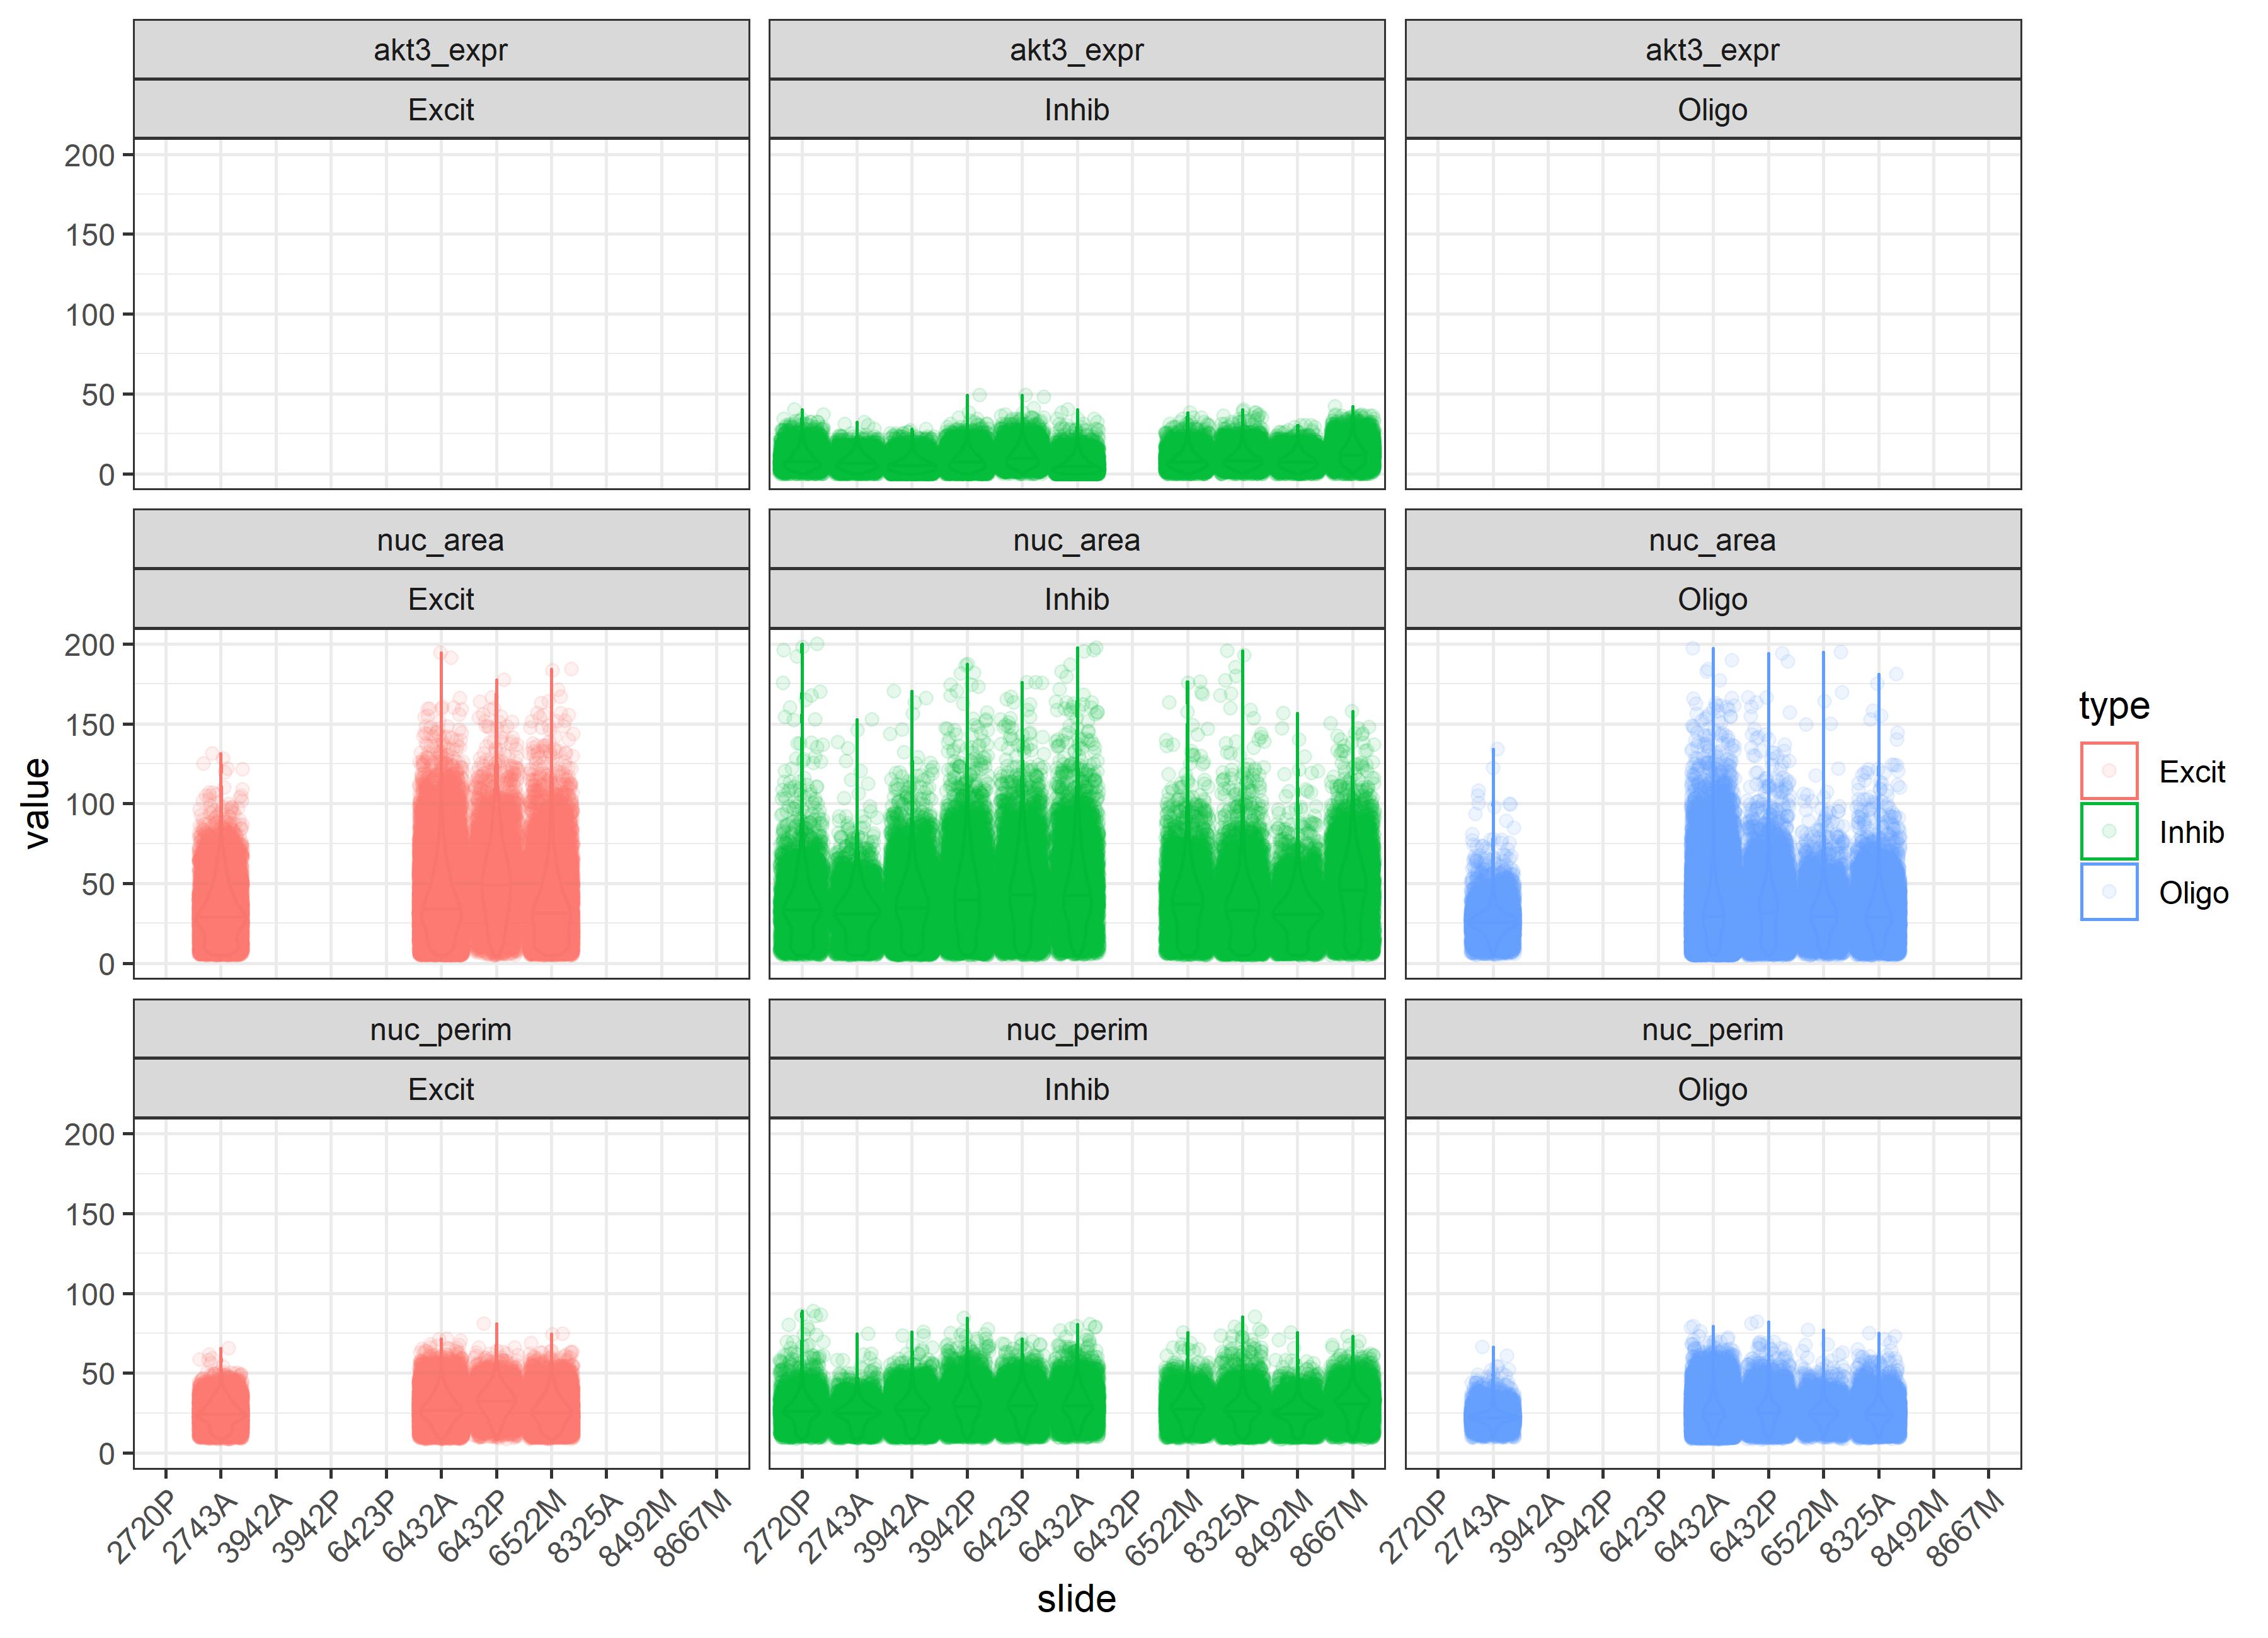 akt3_expr akt3_expr akt3_expr
Excit Inhib Oligo
200
150
100
50
0
nuc_area nuc_area nuc_area
Excit Inhib Oligo
200
150
100
50
0
value
type
Excit
Inhib
Oligo
nuc_perim nuc_perim nuc_perim
Excit Inhib Oligo
200
150
100
50
0
2720P 2743A 3942A 3942P 6423P 6432A 6432P 6522M 8325A 8492M 8667M 2720P 2743A 3942A 3942P 6423P 6432A 6432P 6522M 8325A 8492M 8667M 2720P 2743A 3942A 3942P 6423P 6432A 6432P 6522M 8325A 8492M 8667M
slide